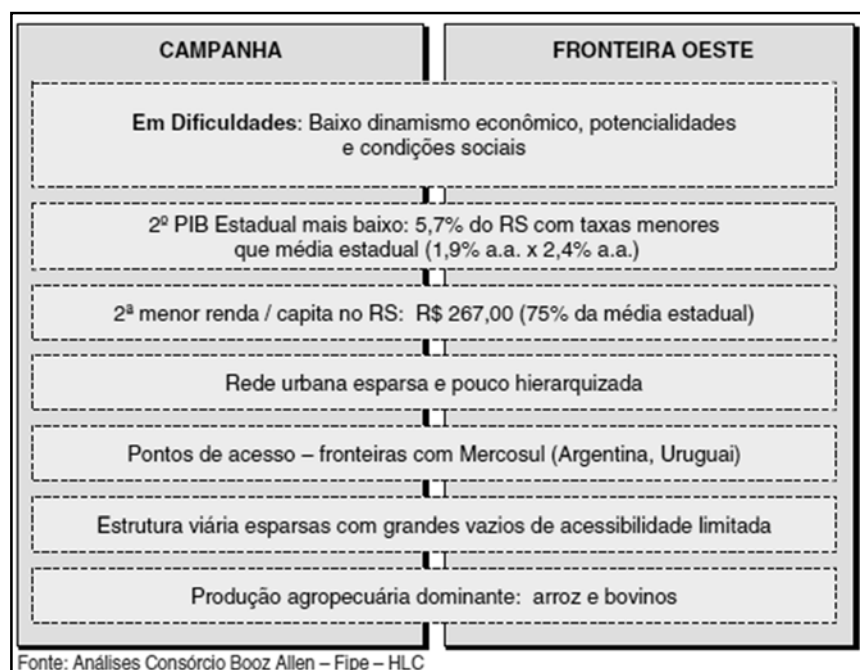 CAMPANHA
FRONTEIRA OESTE
Em Dificuldades: Baixo dinamismo econômico, potencialidades
e condições sociais
2º PIB Estadual mais baixo: 5,7% do RS com taxas menores
que média estadual (1,9% a.a. x 2,4% a.a.)
2ª menor renda / capita no RS: R$ 267,00 (75% da média estadual)
Rede urbana esparsa e pouco hierarquizada
Pontos de acesso – fronteiras com Mercosul (Argentina, Uruguai)
Estrutura viária esparsas com grandes vazios de acessibilidade limitada
Produção agropecuária dominante: arroz e bovinos
Fonte: Análises Consórcio Booz Allen – Fipe – HLC